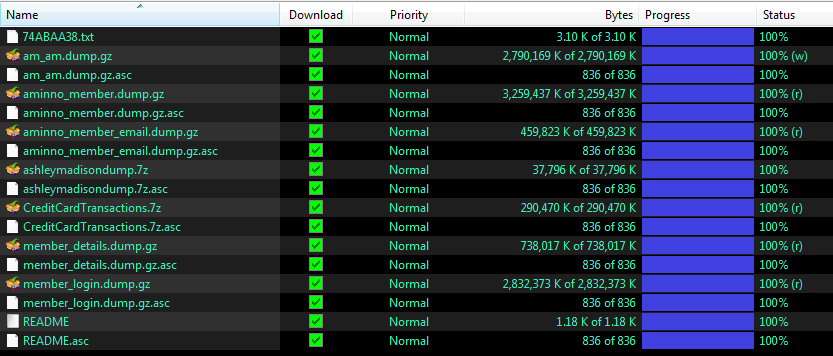 Name Download Priority Bytes Progress Status
74ABAA38.txt Normal 3.10 K of 3.10 K 100%
am_am.dump.gz Normal 2,790,169 K of 2,790,169 K 100% (w)
am_am.dump.gz.asc Normal 836 of 836 100%
aminno_member.dump.gz Normal 3,259,437 K of 3,259,437 K 100% (r)
aminno_member.dump.gz.asc Normal 836 of 836 100%
aminno_member_email.dump.gz Normal 459,823 K of 459,823 K 100% (r)
aminno_member_email.dump.gz.asc Normal 836 of 836 100%
ashleymadisondump.7z Normal 37,796 K of 37,796 K 100%
ashleymadisondump.7z.asc Normal 836 of 836 100%
CreditCardTransactions.7z Normal 290,470 K of 290,470 K 100% (r)
CreditCardTransactions.7z.asc Normal 836 of 836 100%
member_details.dump.gz Normal 738,017 K of 738,017 K 100% (r)
member_details.dump.gz.asc Normal 836 of 836 100%
member_login.dump.gz Normal 2,832,373 K of 2,832,373 K 100% (r)
member_login.dump.gz.asc Normal 836 of 836 100%
README Normal 1.18 K of 1.18 K 100%
README.asc Normal 836 of 836 100%